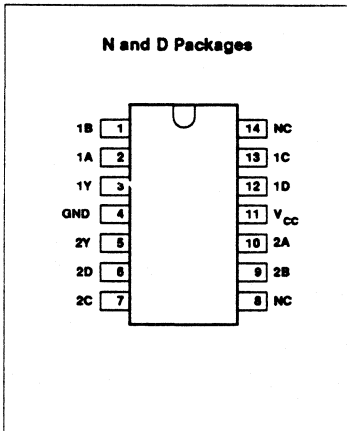 N and D Packages
1B 1 14 NC
1A 2 13 1C
1Y 3 12 1D
GND 4 11 VCC
2Y 5 10 2A
2D 6 9 2B
2C 7 8 NC